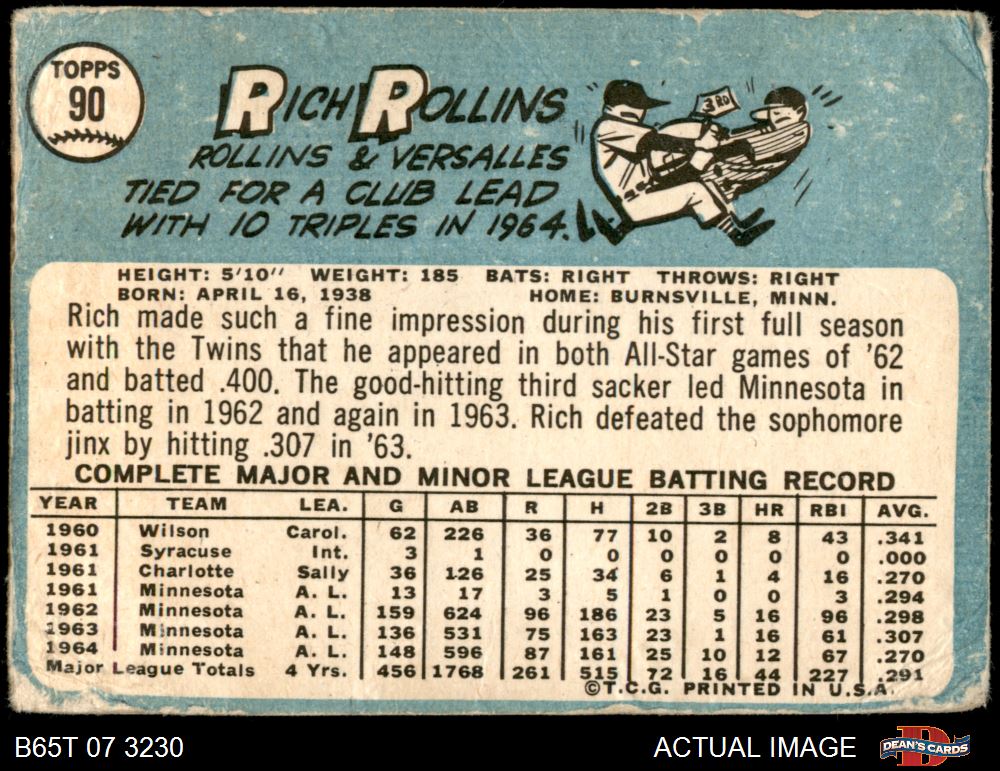 TOPPS
90
RICH ROLLINS
ROLLINS & VERSALLES
TIED FOR A CLUB LEAD
WITH 10 TRIPLES IN 1964.
3RD
HEIGHT: 5'10" WEIGHT: 185 BATS: RIGHT THROWS: RIGHT
BORN: APRIL 16, 1938 HOME: BURNSVILLE, MINN.
Rich made such a fine impression during his first full season
with the Twins that he appeared in both All-Star games of '62
and batted .400. The good-hitting third sacker led Minnesota in
batting in 1962 and again in 1963. Rich defeated the sophomore
jinx by hitting .307 in '63.
COMPLETE MAJOR AND MINOR LEAGUE BATTING RECORD
YEAR TEAM LEA. G AB R H 2B 3B HR RBI AVG.
1960 Wilson Carol. 62 226 36 77 10 2 8 43 .341
1961 Syracuse Int. 3 1 0 0 0 0 0 0 .000
1961 Charlotte Sally 36 126 25 34 6 1 4 16 .270
1961 Minnesota A. L. 13 17 3 5 1 0 0 3 .294
1962 Minnesota A. L. 159 624 96 186 23 5 16 96 .298
1963 Minnesota A. L. 136 531 75 163 23 1 16 61 .307
1964 Minnesota A. L. 148 596 87 161 25 10 12 67 .270
Major League Totals 4 Yrs. 456 1768 261 515 72 16 44 227 .291
©T.C.G. PRINTED IN U.S.A.
B65T 07 3230 ACTUAL IMAGE DEAN'S CARDS